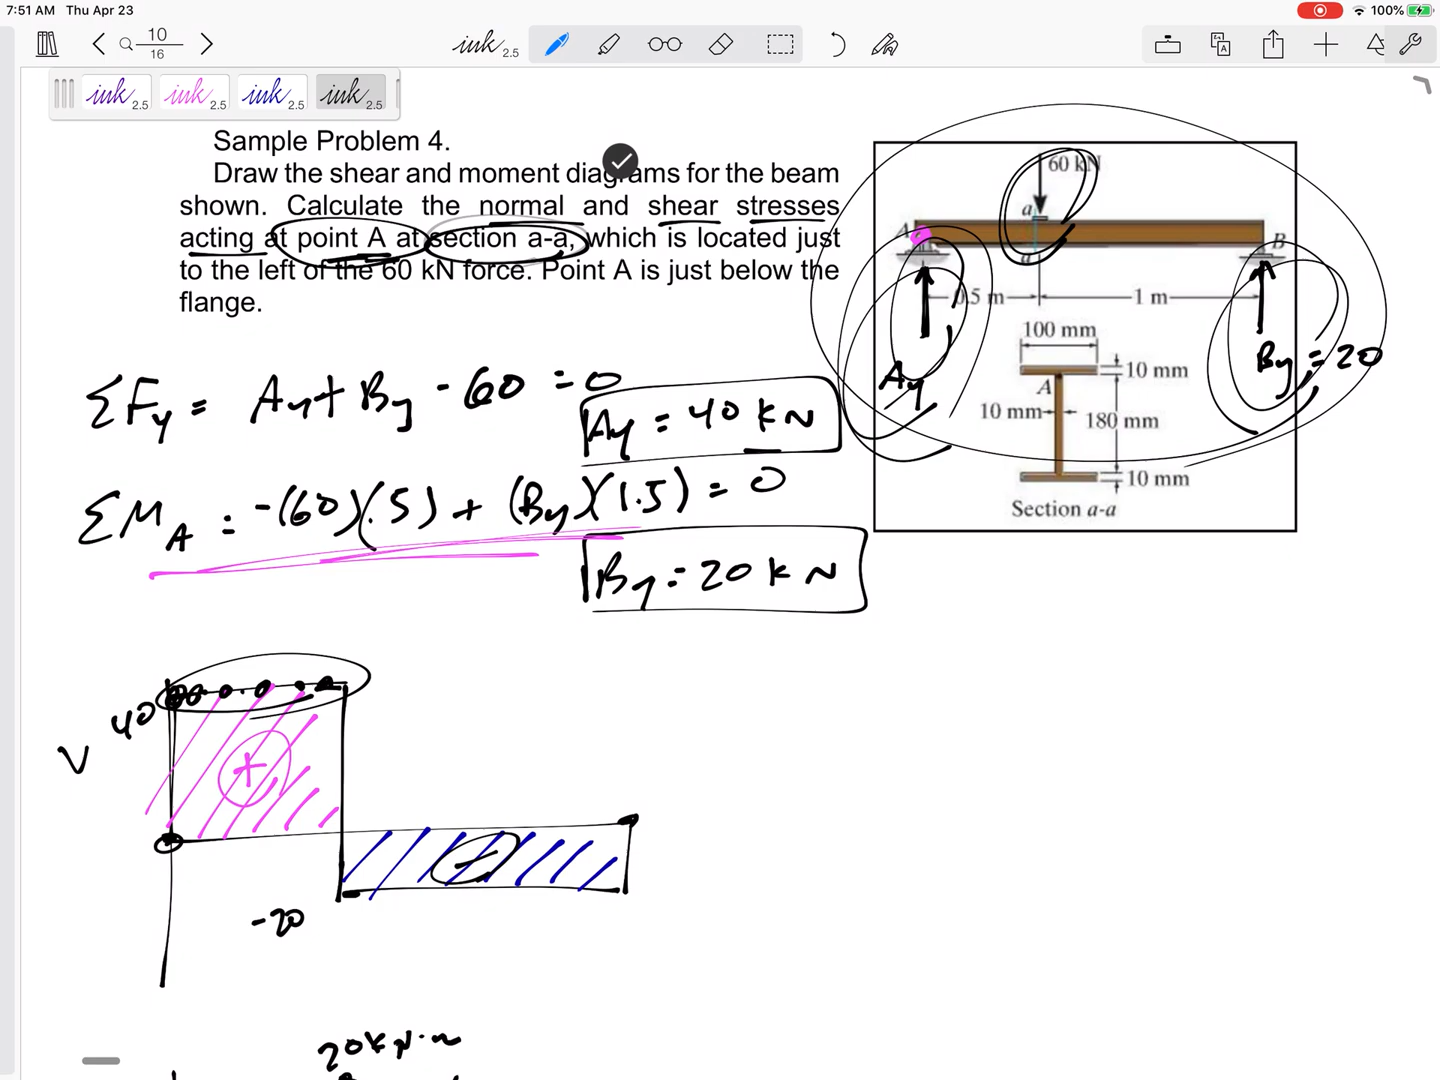 7:51 AM Thu Apr 23
100%
10
16
ink 2.5
ink 2.5
ink 2.5
ink 2.5
ink 2.5
Sample Problem 4.
Draw the shear and moment diagrams for the beam
shown. Calculate the normal and shear stresses
acting at point A at section a-a, which is located just
to the left of the 60 kN force. Point A is just below the
flange.
60 kN
a
A
B
a
0.5 m
1 m
100 mm
Ay
By = 20
10 mm
A
10 mm
180 mm
10 mm
Section a-a
ΣFy = Ay + By - 60 = 0
Ay = 40 kN
ΣMA = -(60)(.5) + (By)(1.5) = 0
By = 20 kN
40
V
+
-
-20
20 kN·m